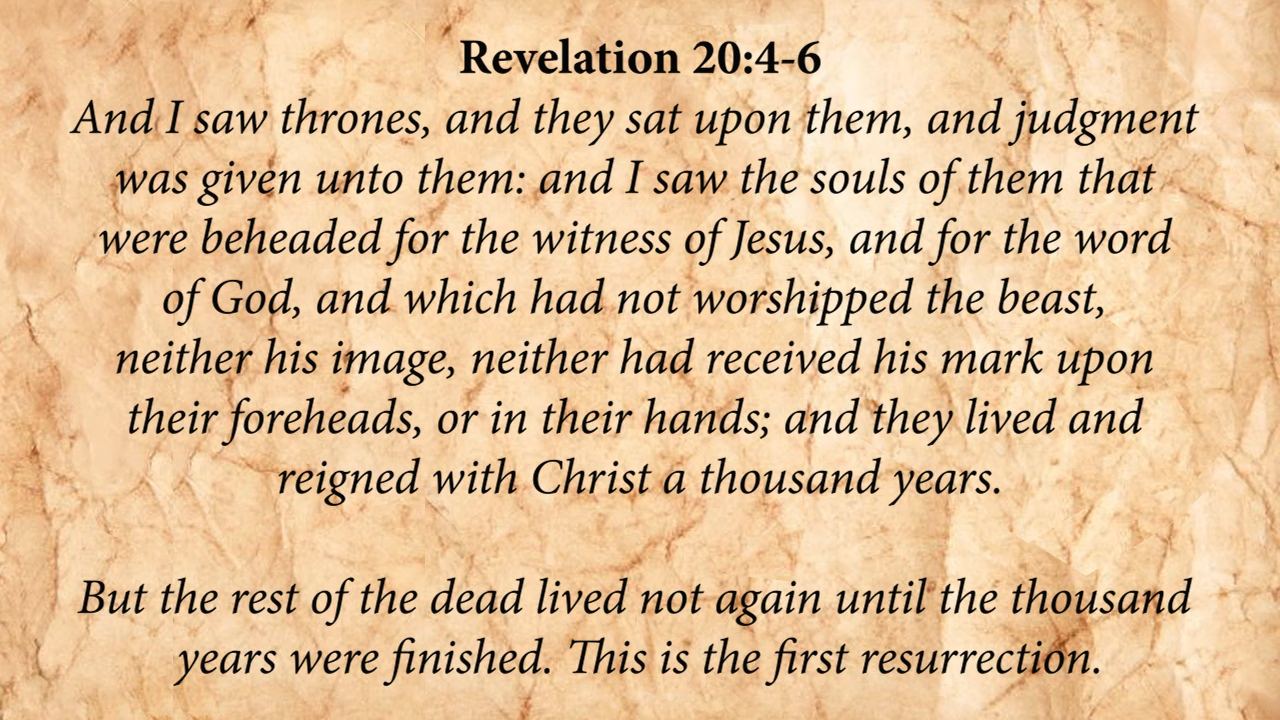 Revelation 20:4-6
And I saw thrones, and they sat upon them, and judgment
was given unto them: and I saw the souls of them that
were beheaded for the witness of Jesus, and for the word
of God, and which had not worshipped the beast,
neither his image, neither had received his mark upon
their foreheads, or in their hands; and they lived and
reigned with Christ a thousand years.
But the rest of the dead lived not again until the thousand
years were finished. This is the first resurrection.